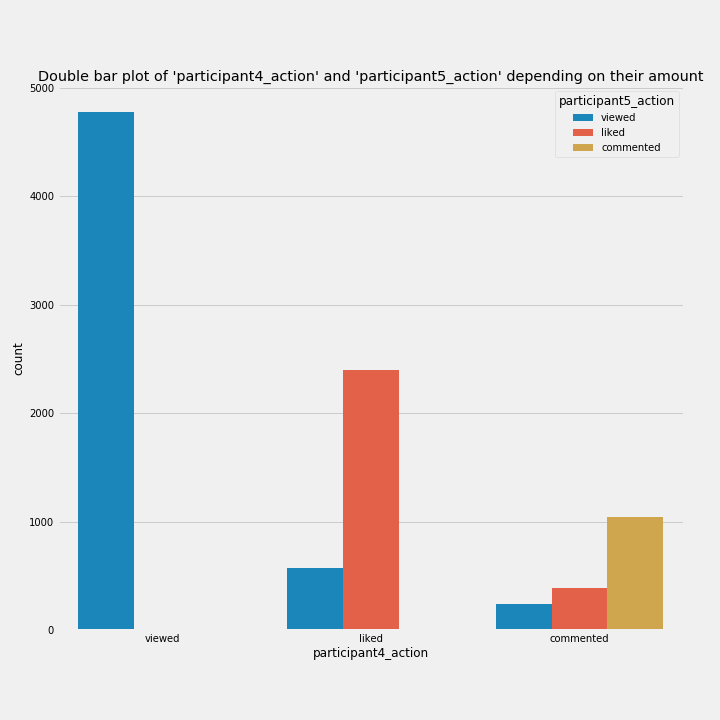 Double bar plot of 'participant4_action' and 'participant5_action' depending on their amount
participant5_action
viewed
liked
commented
5000
4000
3000
2000
1000
0
count
viewed
liked
commented
participant4_action